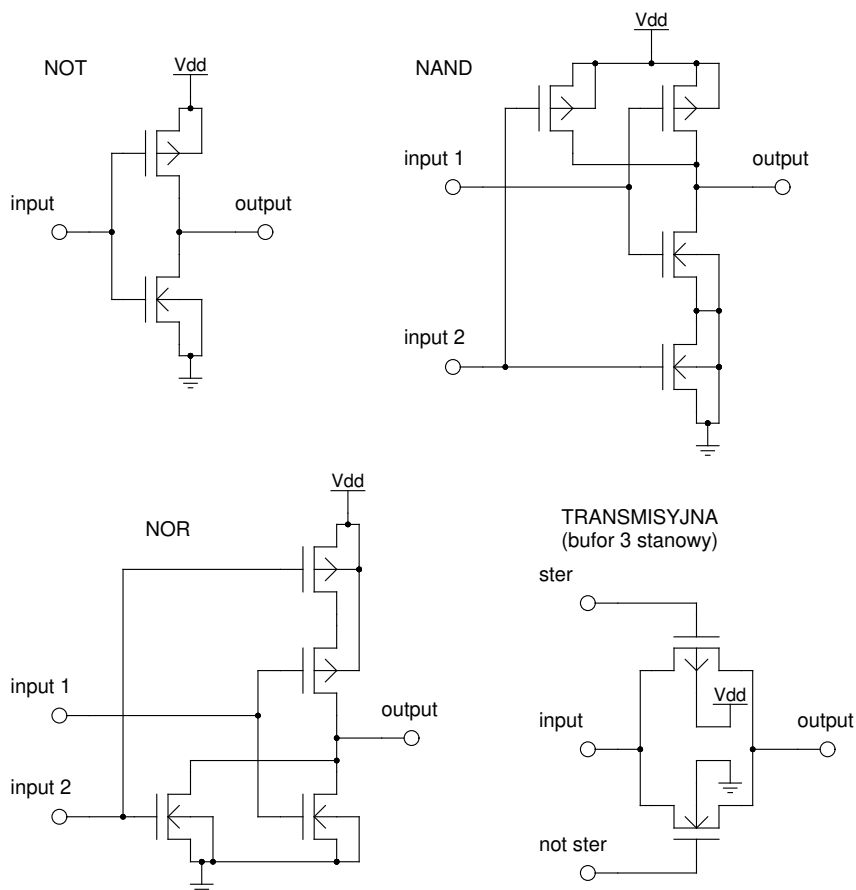 NOT
Vdd
input
output
NAND
Vdd
input 1
output
input 2
NOR
Vdd
input 1
output
input 2
TRANSMISYJNA
(bufor 3 stanowy)
ster
Vdd
input
output
not ster